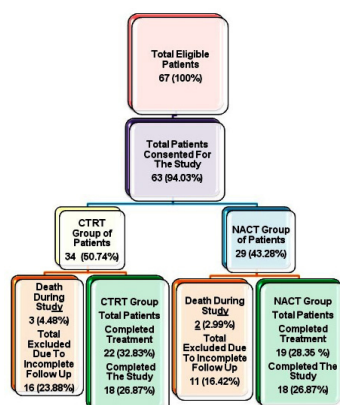 Total Eligible
Patients
67 (100%)
Total Patients
Consented For
The Study
63 (94.03%)
CTRT
Group of
Patients
34 (50.74%)
NACT Group
of Patients
29 (43.28%)
Death During
Study
3 (4.48%)
Total
Excluded
Due To
Incomplete
Follow Up
16 (23.88%)
CTRT Group
Total Patients
Completed
Treatment
22 (32.83%)
Completed
The Study
18 (26.87%)
Death During
Study
2 (2.99%)
Total
Excluded
Due To
Incomplete
Follow Up
11 (16.42%)
NACT Group
Total Patients
Completed
Treatment
19 (28.35 %)
Completed
The Study
18 (26.87%)